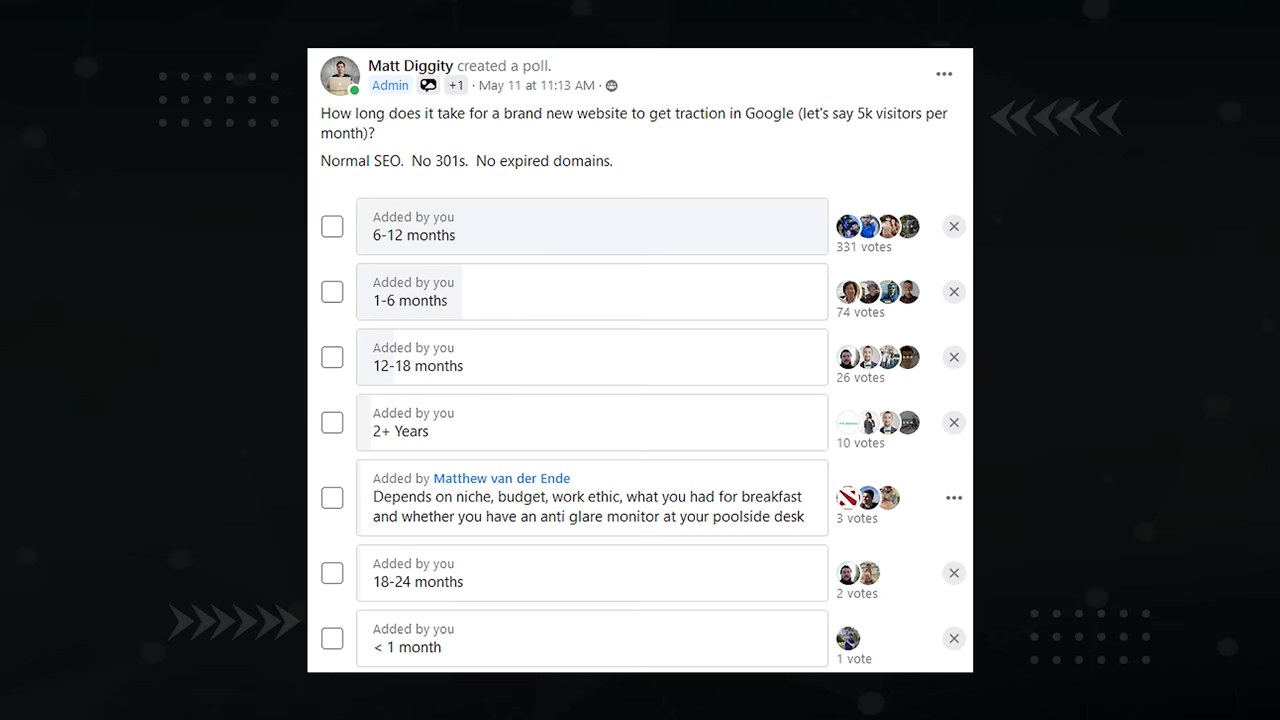 Matt Diggity created a poll.
Admin +1 · May 11 at 11:13 AM ·
How long does it take for a brand new website to get traction in Google (let's say 5k visitors per
month)?
Normal SEO. No 301s. No expired domains.
Added by you
6-12 months
331 votes
Added by you
1-6 months
74 votes
Added by you
12-18 months
26 votes
Added by you
2+ Years
10 votes
Added by Matthew van der Ende
Depends on niche, budget, work ethic, what you had for breakfast
and whether you have an anti glare monitor at your poolside desk
3 votes
Added by you
18-24 months
2 votes
Added by you
< 1 month
1 vote